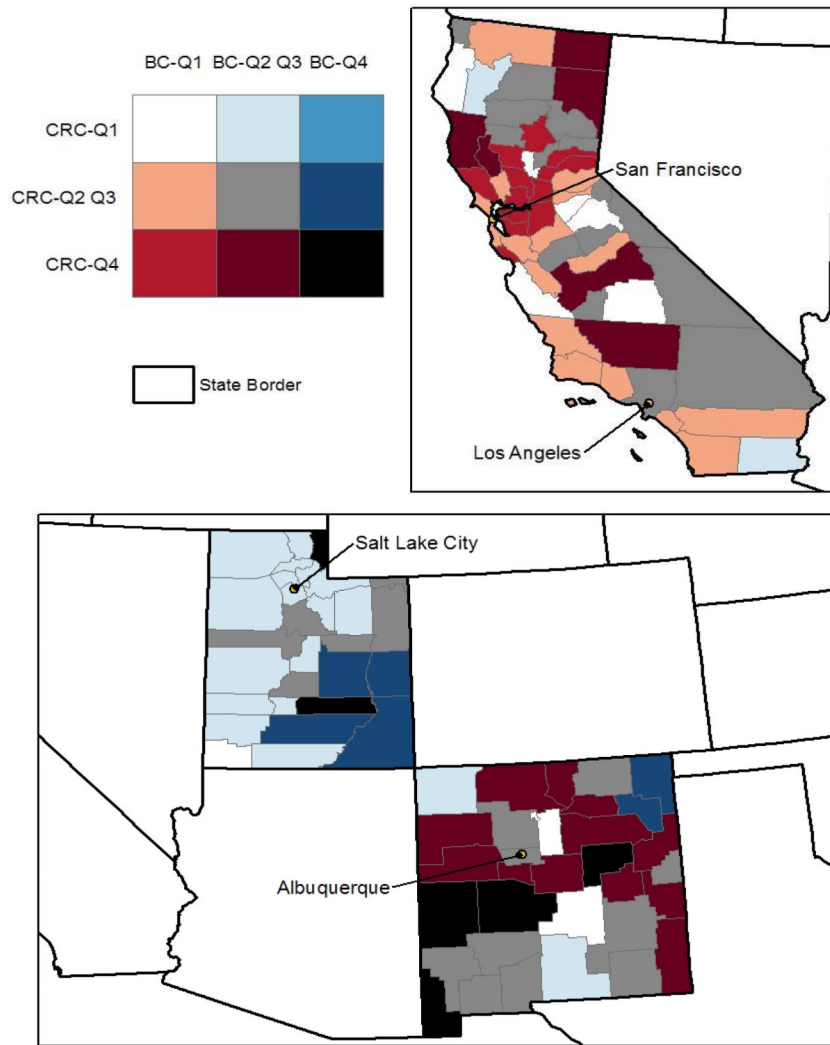 BC-Q1 BC-Q2 Q3 BC-Q4
CRC-Q1
CRC-Q2 Q3
CRC-Q4
State Border
San Francisco
Los Angeles
Salt Lake City
Albuquerque